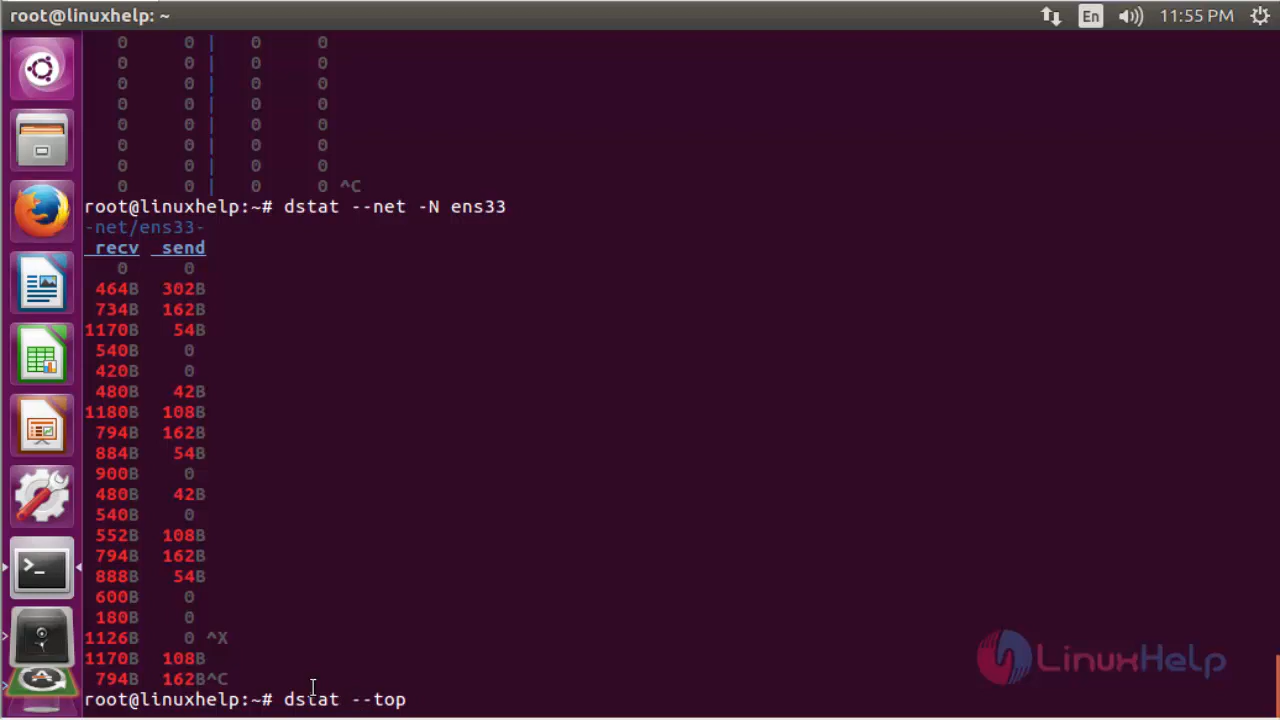 root@linuxhelp: ~ En 11:55 PM
0 0 | 0 0
0 0 | 0 0
0 0 | 0 0
0 0 | 0 0
0 0 | 0 0
0 0 | 0 0
0 0 | 0 0
0 0 | 0 0 ^C
root@linuxhelp:~# dstat --net -N ens33
-net/ens33-
recv send
0 0
464B 302B
734B 162B
1170B 54B
540B 0
420B 0
480B 42B
1180B 108B
794B 162B
884B 54B
900B 0
480B 42B
540B 0
552B 108B
794B 162B
888B 54B
600B 0
180B 0
1126B 0 ^X
1170B 108B
794B 162B^C
root@linuxhelp:~# dstat --top
LinuxHelp